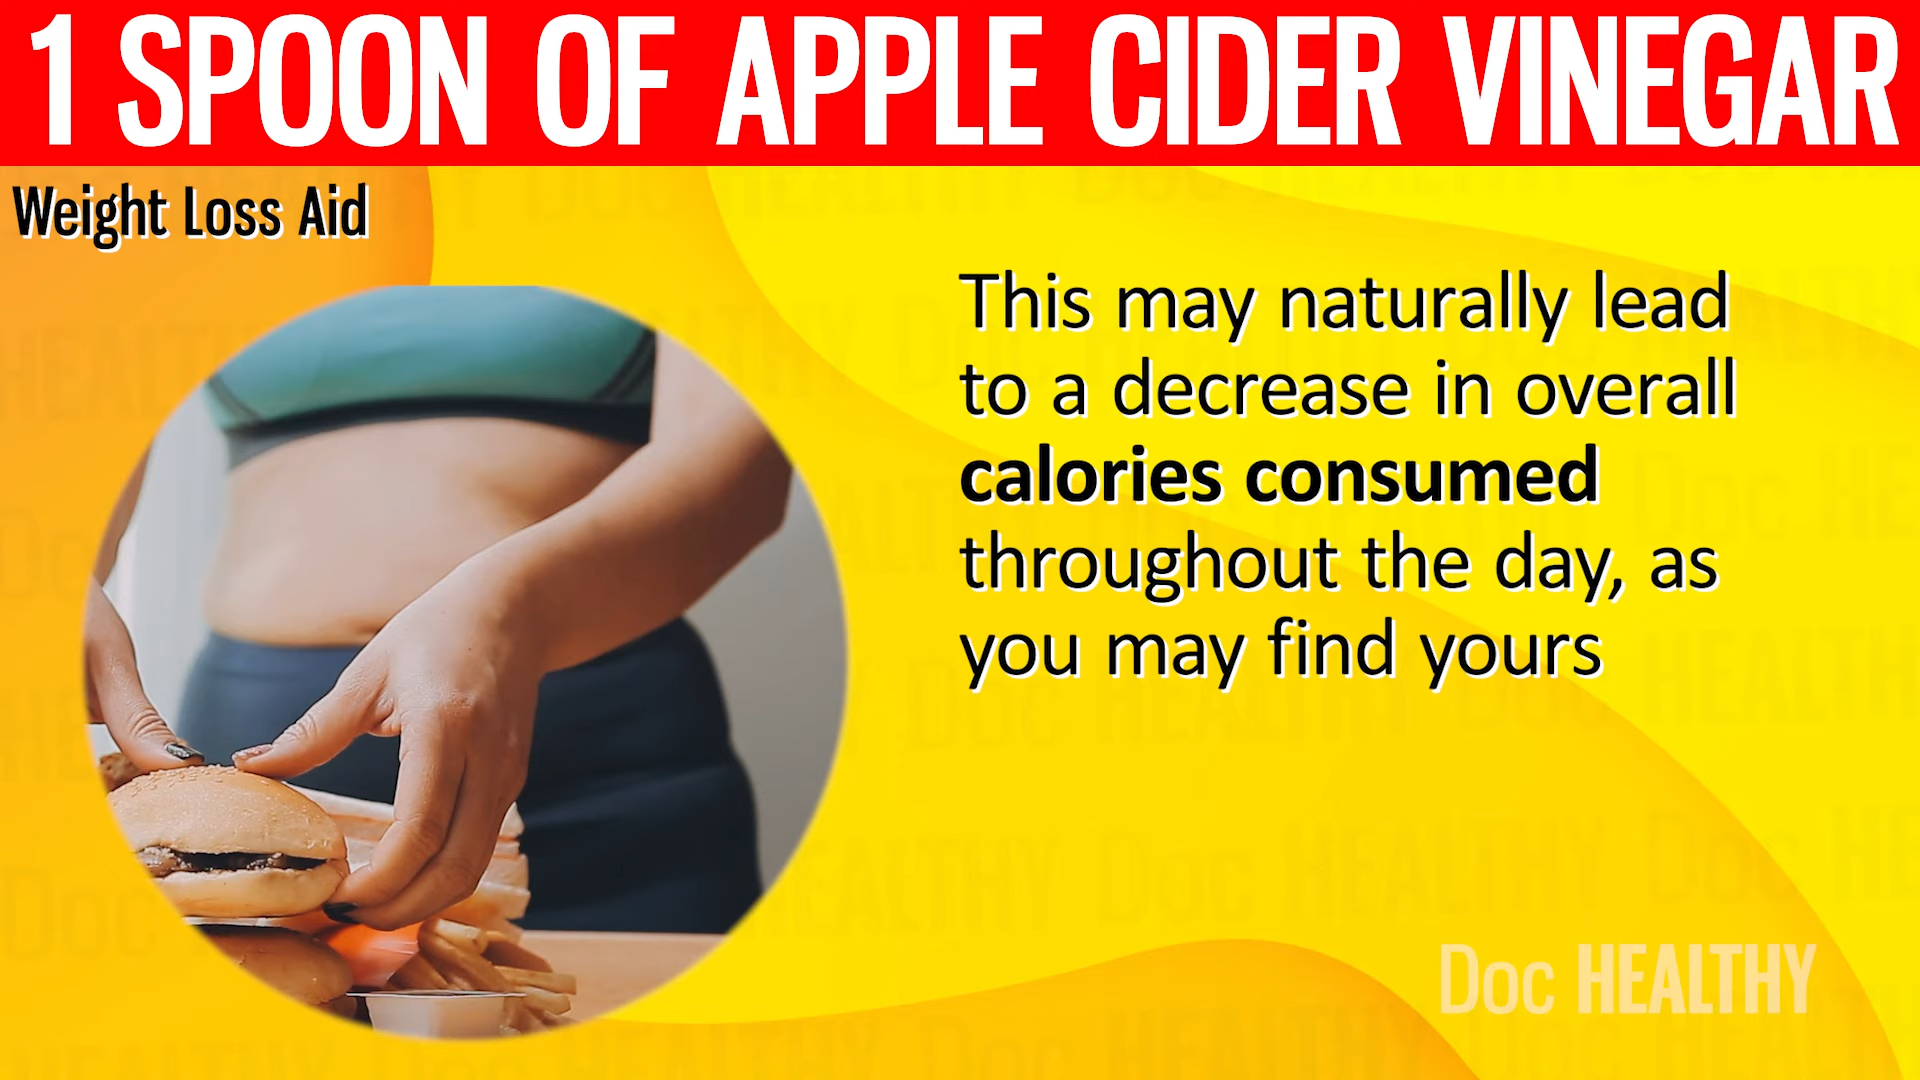 1 SPOON OF APPLE CIDER VINEGAR
Weight Loss Aid
This may naturally lead
to a decrease in overall
calories consumed
throughout the day, as
you may find yours
Doc HEALTHY